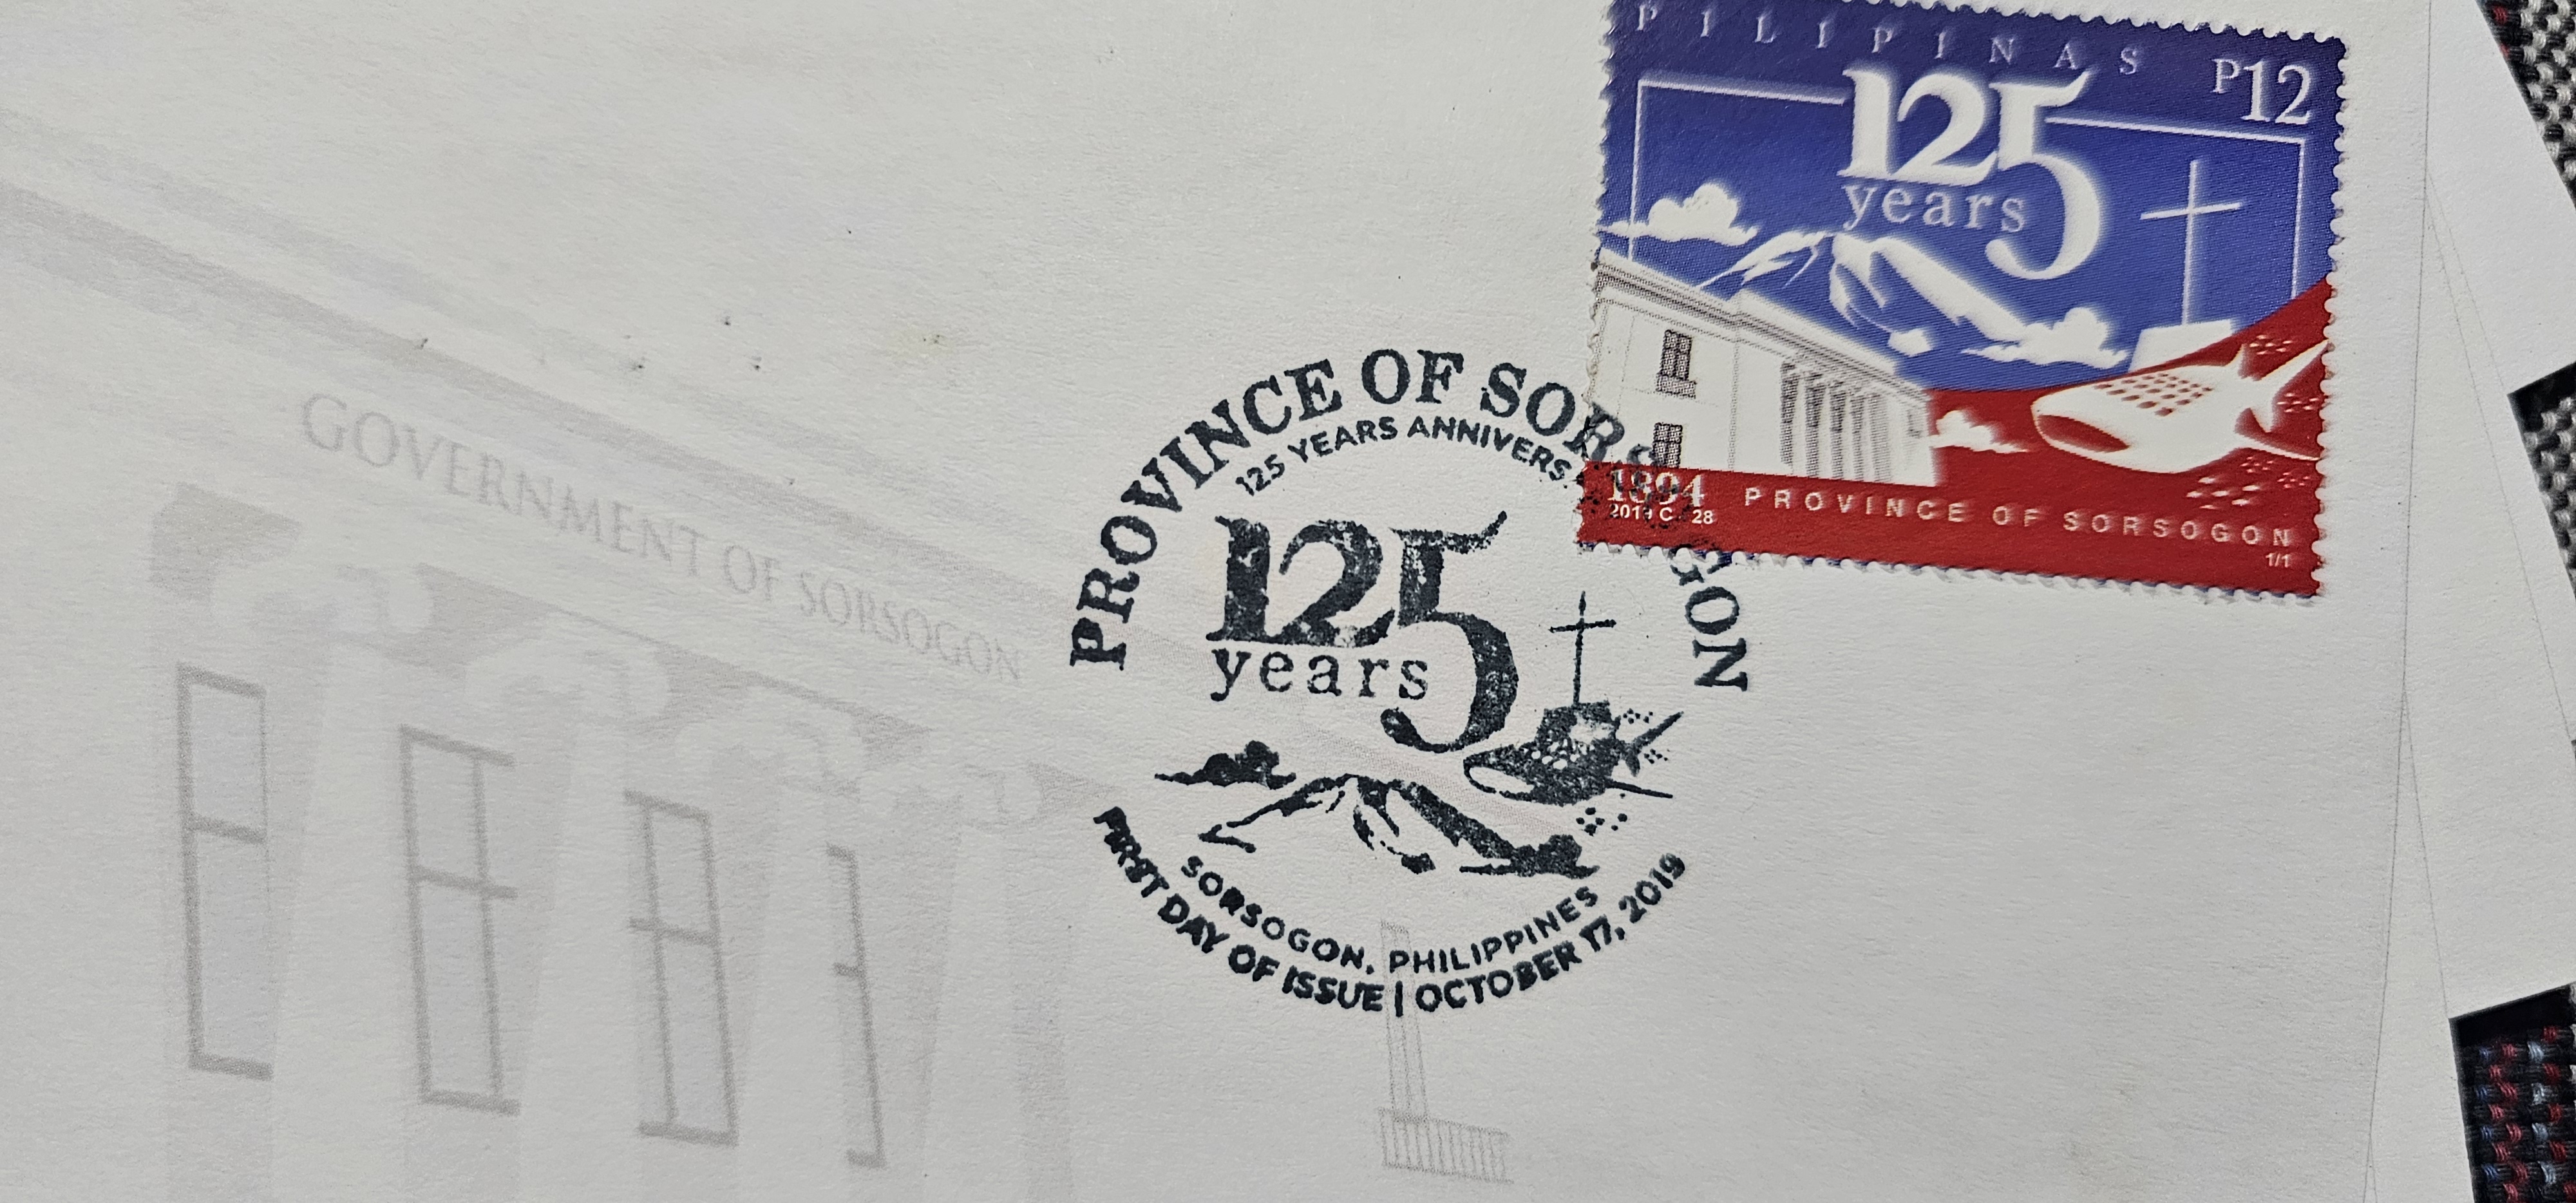 PILIPINAS
P12
125
years
1894
PROVINCE OF SORSOGON
2019
28
1/1
GOVERNMENT OF SORSOGON
PROVINCE OF SORSOGON
125 YEARS
125
years
SORSOGON, PHILIPPINES
FIRST DAY OF ISSUE | OCTOBER 17, 2019